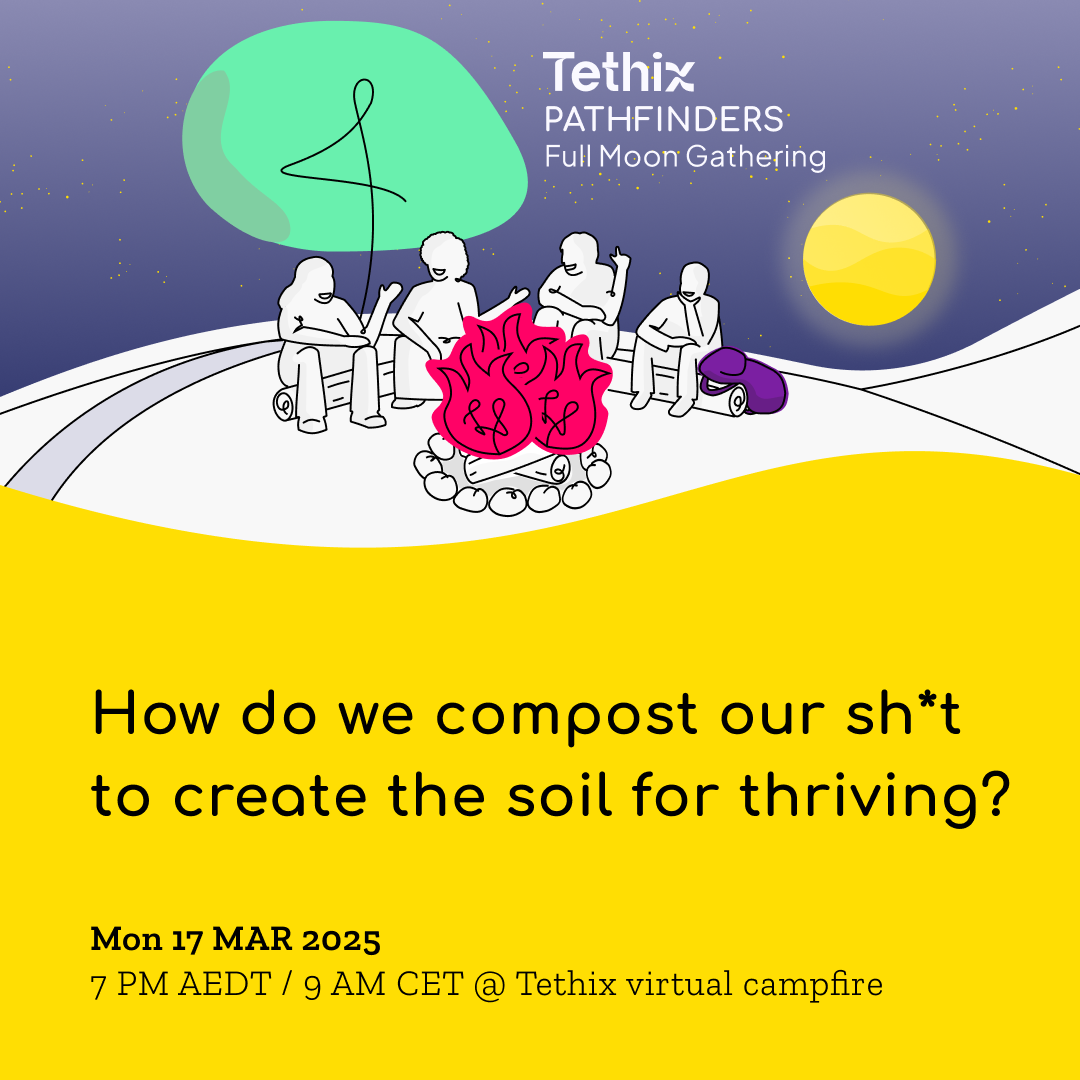 Tethix
PATHFINDERS
Full Moon Gathering
How do we compost our sh*t
to create the soil for thriving?
Mon 17 MAR 2025
7 PM AEDT / 9 AM CET @ Tethix virtual campfire